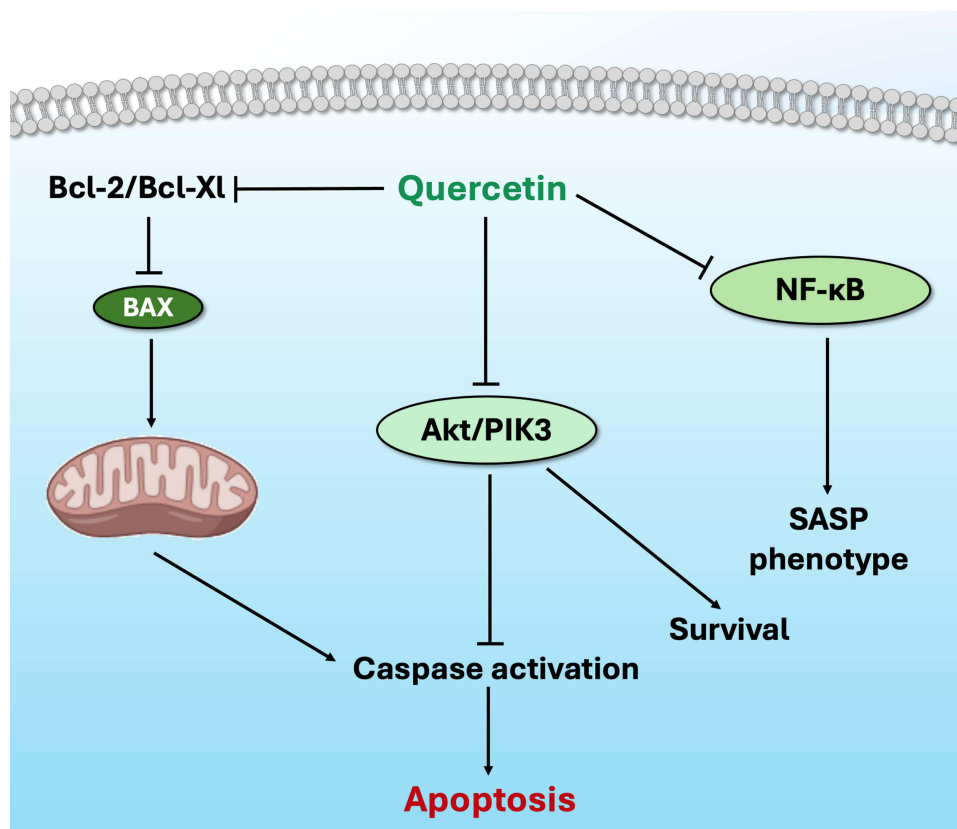 Bcl-2/Bcl-Xl
Quercetin
BAX
NF-κB
Akt/PIK3
SASP
phenotype
Survival
Caspase activation
Apoptosis